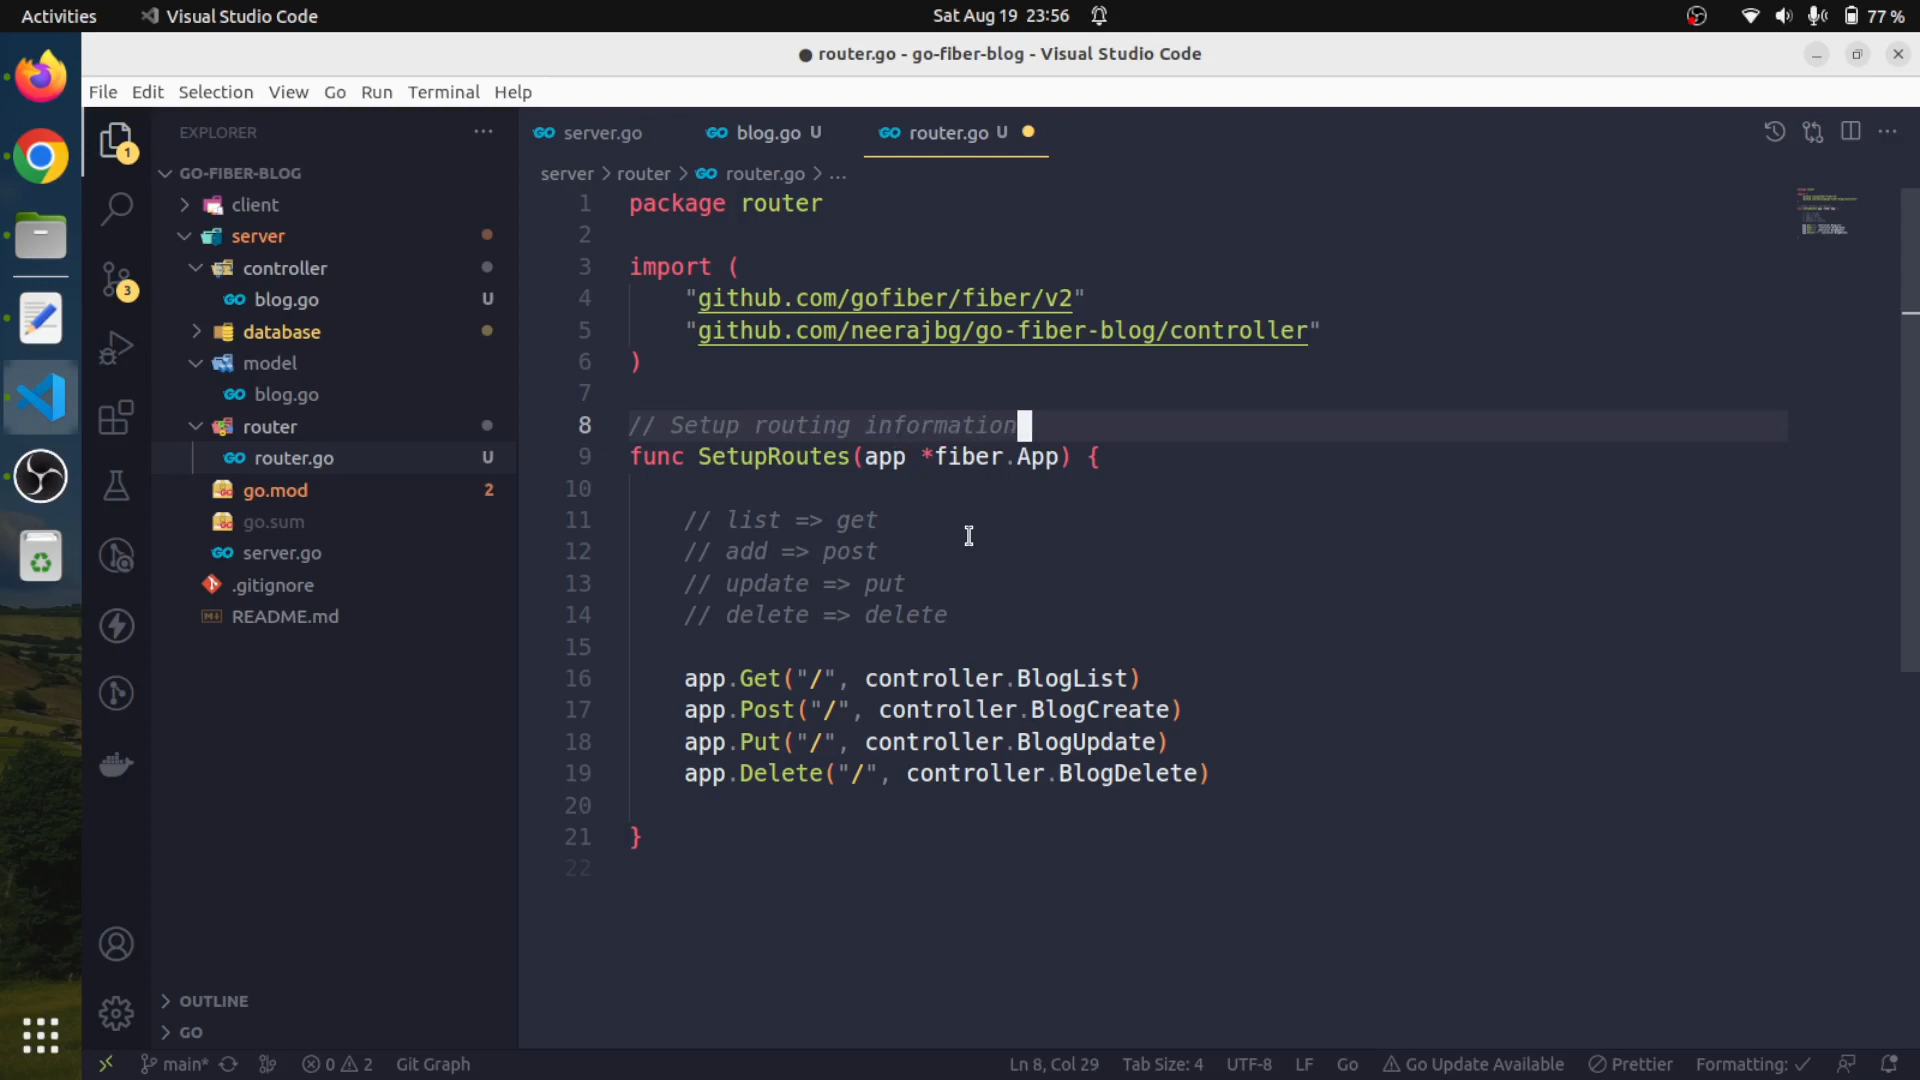 Activities Visual Studio Code Sat Aug 19 23:56 77 %
router.go - go-fiber-blog - Visual Studio Code
File Edit Selection View Go Run Terminal Help
EXPLORER
GO-FIBER-BLOG
client
server
controller
blog.go U
database
model
blog.go
router
router.go U
go.mod 2
go.sum
server.go
.gitignore
README.md
OUTLINE
GO
1
3
server.go blog.go U router.go U
server > router > router.go > ...
1 package router
2
3 import (
4 "github.com/gofiber/fiber/v2"
5 "github.com/neerajbg/go-fiber-blog/controller"
6 )
7
8 // Setup routing information
9 func SetupRoutes(app *fiber.App) {
10
11 // list => get
12 // add => post
13 // update => put
14 // delete => delete
15
16 app.Get("/", controller.BlogList)
17 app.Post("/", controller.BlogCreate)
18 app.Put("/", controller.BlogUpdate)
19 app.Delete("/", controller.BlogDelete)
20
21 }
22
main* 0 2 Git Graph Ln 8, Col 29 Tab Size: 4 UTF-8 LF Go Go Update Available Prettier Formatting: ✓